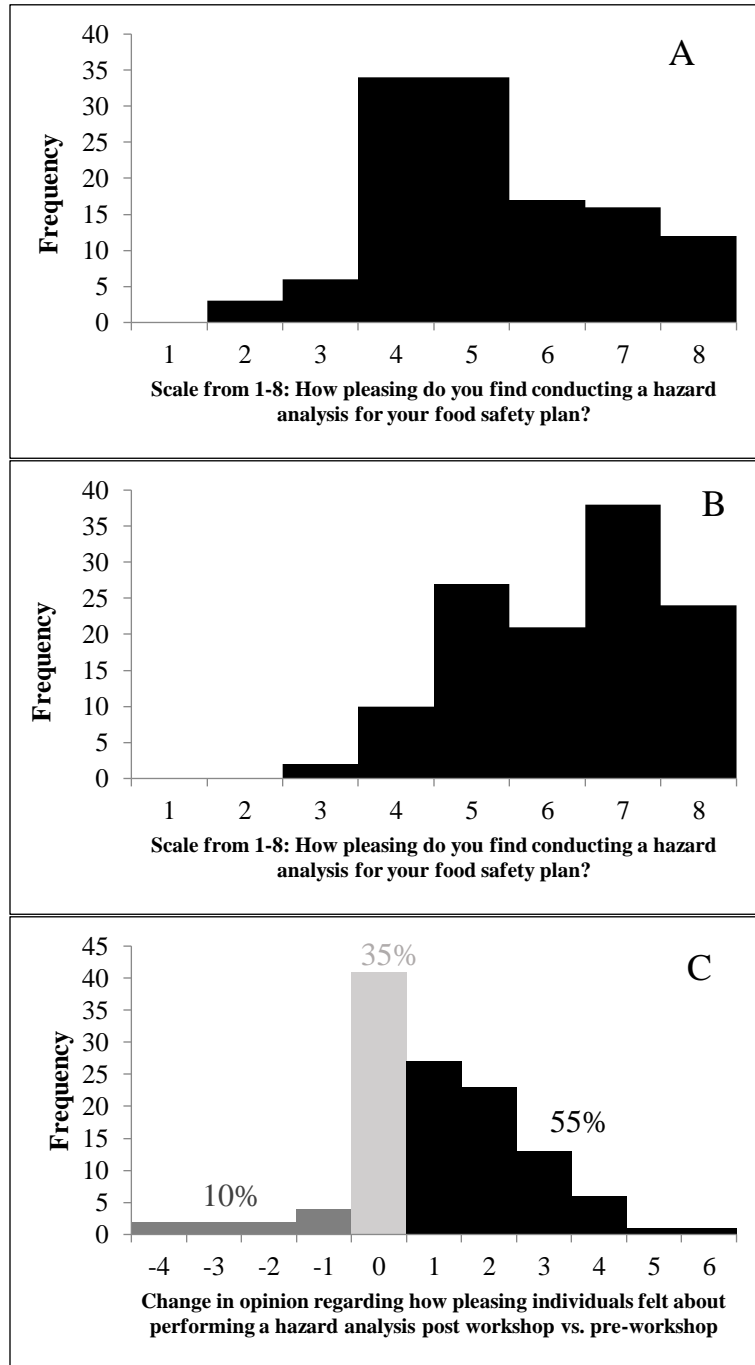 A
40
35
30
25
20
15
10
5
0
Frequency
1 2 3 4 5 6 7 8
Scale from 1-8: How pleasing do you find conducting a hazard
analysis for your food safety plan?
B
40
35
30
25
20
15
10
5
0
Frequency
1 2 3 4 5 6 7 8
Scale from 1-8: How pleasing do you find conducting a hazard
analysis for your food safety plan?
C
45
40
35
30
25
20
15
10
5
0
Frequency
35%
55%
10%
-4 -3 -2 -1 0 1 2 3 4 5 6
Change in opinion regarding how pleasing individuals felt about
performing a hazard analysis post workshop vs. pre-workshop